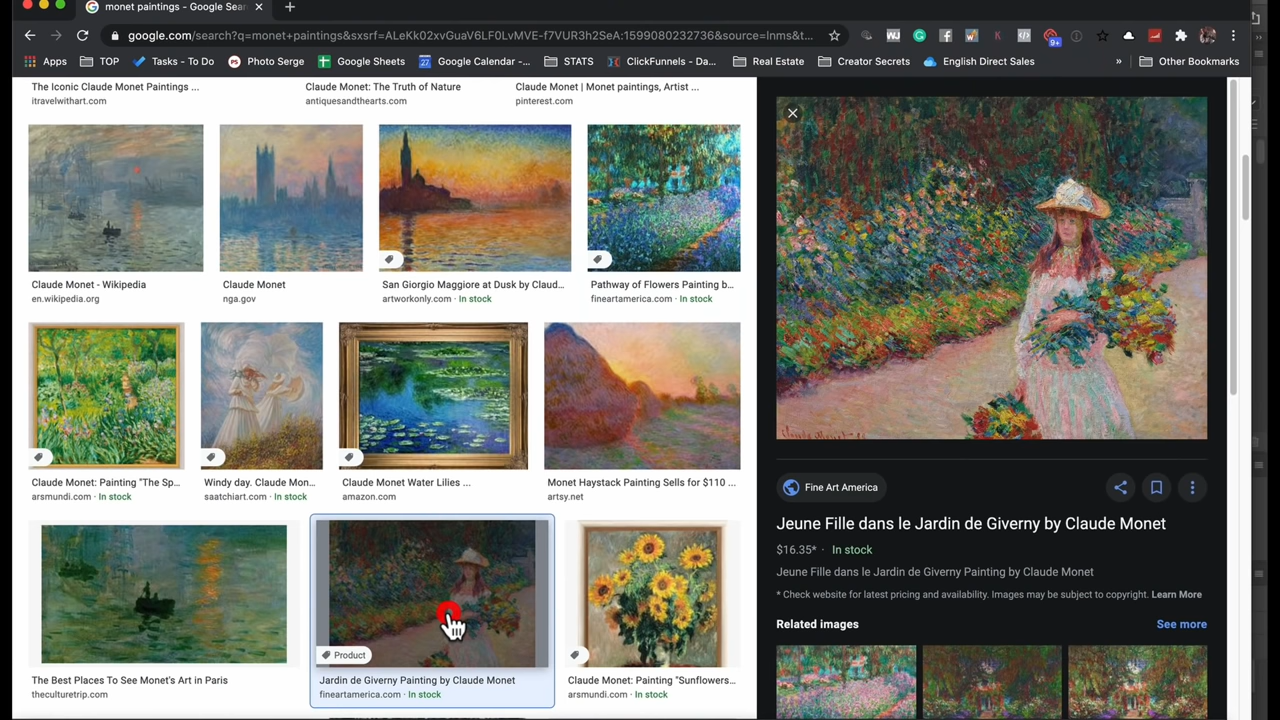 monet paintings - Google Sear
google.com/search?q=monet+paintings&sxsrf=ALeKk02xvGuaV6LF0LvMVE-f7VUR3h2SeA:1599080232736&source=lnms&t...
9+
Apps TOP Tasks - To Do Photo Serge Google Sheets Google Calendar -... STATS ClickFunnels - Da... Real Estate Creator Secrets English Direct Sales » Other Bookmarks
The Iconic Claude Monet Paintings ...
itravelwithart.com
Claude Monet: The Truth of Nature
antiquesandthearts.com
Claude Monet | Monet paintings, Artist ...
pinterest.com
Claude Monet - Wikipedia
en.wikipedia.org
Claude Monet
nga.gov
San Giorgio Maggiore at Dusk by Claud...
artworkonly.com · In stock
Pathway of Flowers Painting b...
fineartamerica.com · In stock
Claude Monet: Painting "The Sp...
arsmundi.com · In stock
Windy day. Claude Mon...
saatchiart.com · In stock
Claude Monet Water Lilies ...
amazon.com
Monet Haystack Painting Sells for $110 ...
artsy.net
The Best Places To See Monet's Art in Paris
theculturetrip.com
Product
Jardin de Giverny Painting by Claude Monet
fineartamerica.com · In stock
Claude Monet: Painting "Sunflowers...
arsmundi.com · In stock
Fine Art America
Jeune Fille dans le Jardin de Giverny by Claude Monet
$16.35* · In stock
Jeune Fille dans le Jardin de Giverny Painting by Claude Monet
* Check website for latest pricing and availability. Images may be subject to copyright. Learn More
Related images
See more